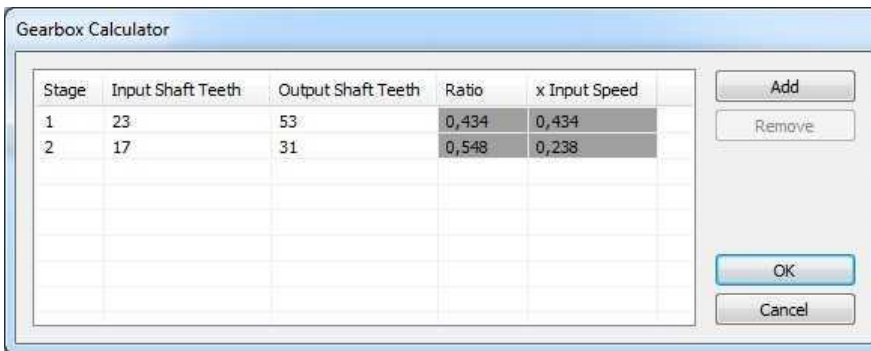 Gearbox Calculator
Stage Input Shaft Teeth Output Shaft Teeth Ratio x Input Speed
1 23 53 0,434 0,434
2 17 31 0,548 0,238
Add
Remove
OK
Cancel